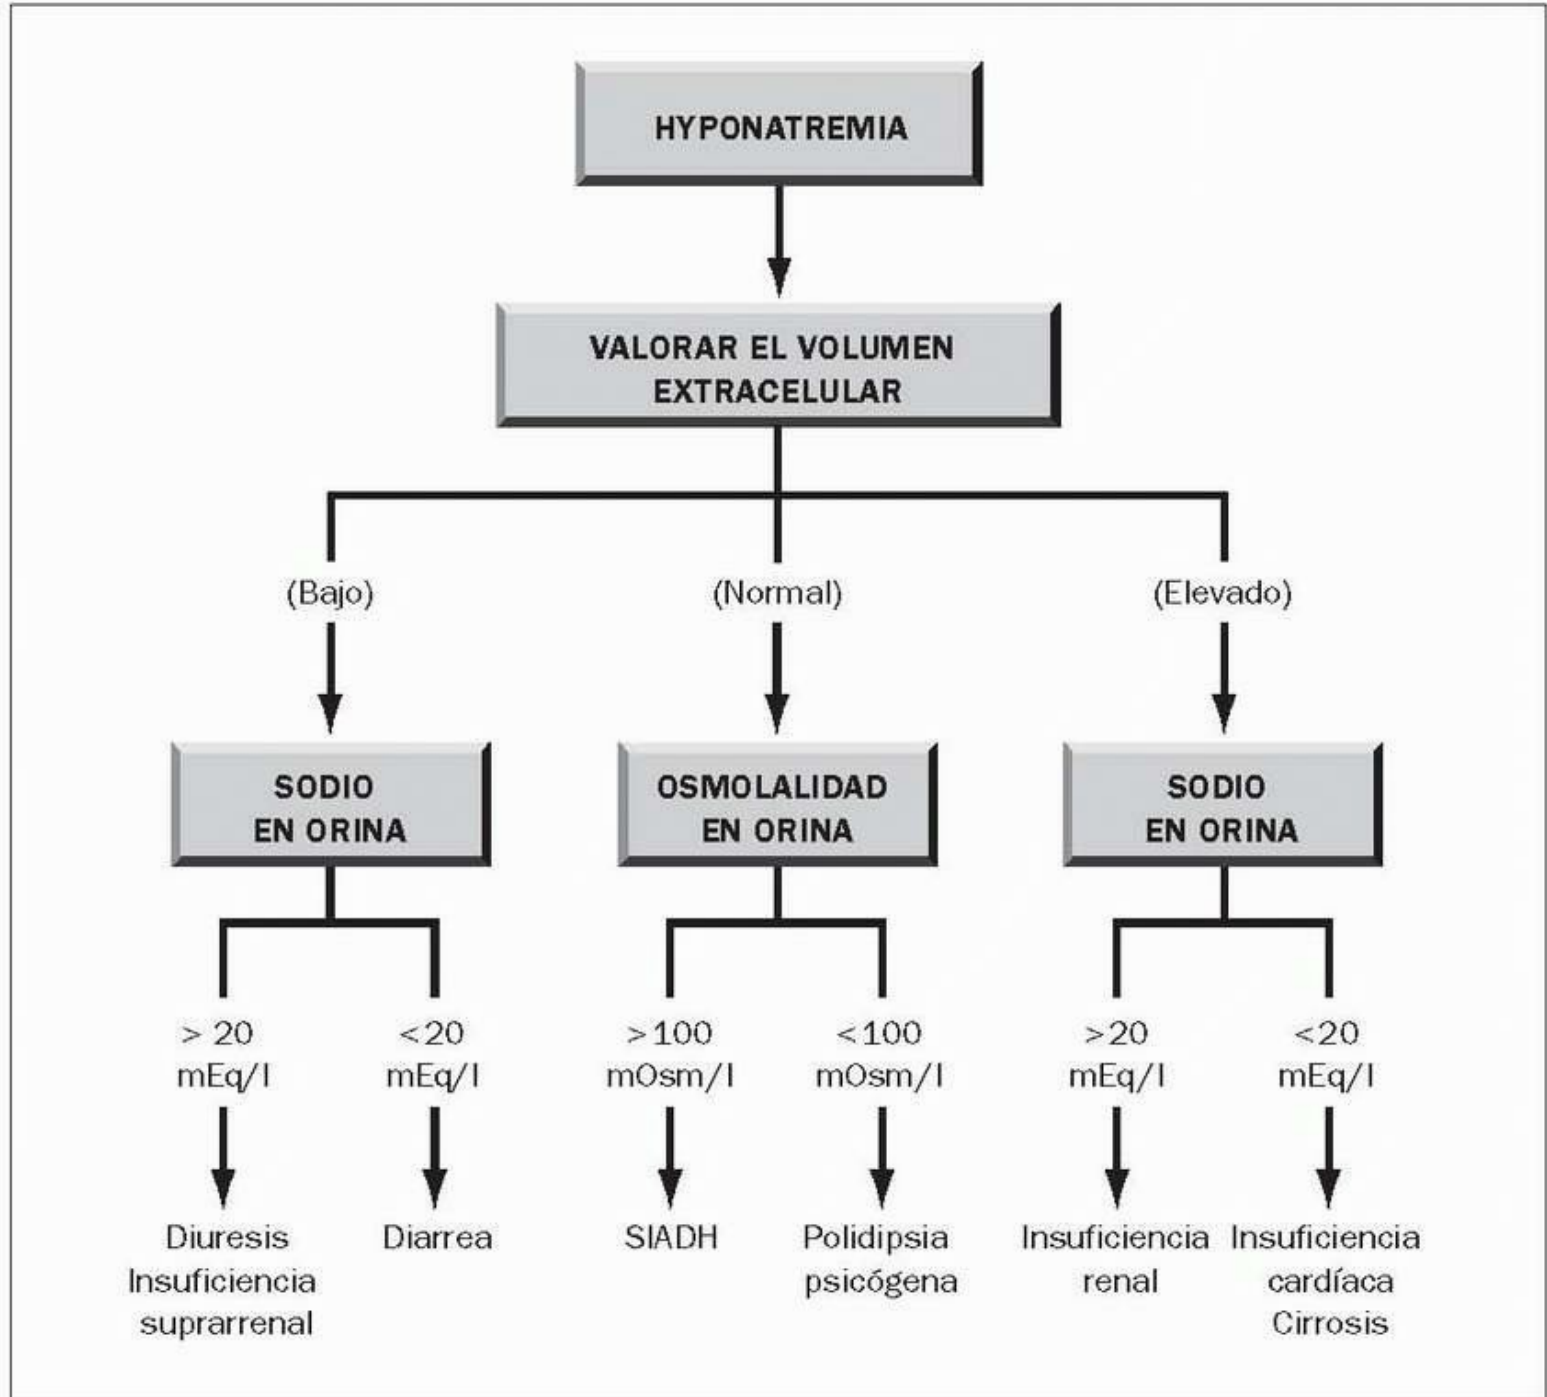 HYPONATREMIA
VALORAR EL VOLUMEN
EXTRACELULAR
(Bajo)
(Normal)
(Elevado)
SODIO
EN ORINA
OSMOLALIDAD
EN ORINA
SODIO
EN ORINA
> 20
mEq/l
<20
mEq/l
>100
mOsm/l
<100
mOsm/l
>20
mEq/l
<20
mEq/l
Diuresis
Insuficiencia
suprarrenal
Diarrea
SIADH
Polidipsia
psicógena
Insuficiencia
renal
Insuficiencia
cardíaca
Cirrosis